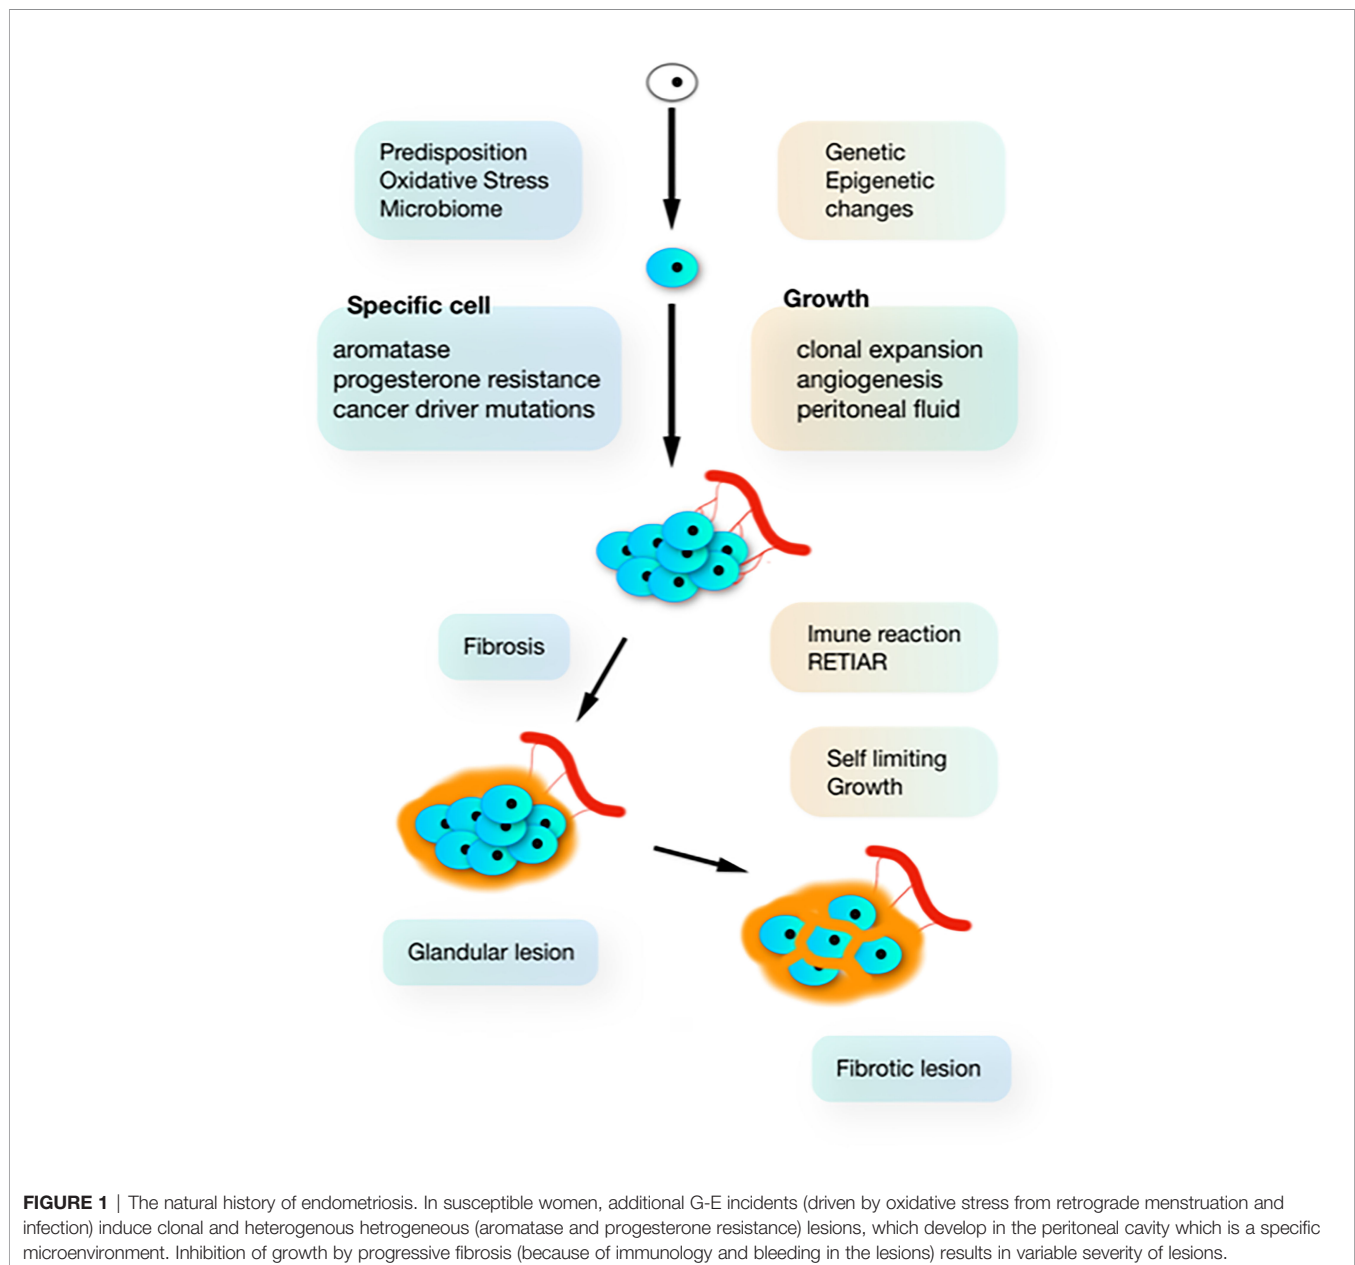 Predisposition
Oxidative Stress
Microbiome
Genetic
Epigenetic
changes
Specific cell
aromatase
progesterone resistance
cancer driver mutations
Growth
clonal expansion
angiogenesis
peritoneal fluid
Fibrosis
Imune reaction
RETIAR
Self limiting
Growth
Glandular lesion
Fibrotic lesion
FIGURE 1 | The natural history of endometriosis. In susceptible women, additional G-E incidents (driven by oxidative stress from retrograde menstruation and
infection) induce clonal and heterogenous hetrogeneous (aromatase and progesterone resistance) lesions, which develop in the peritoneal cavity which is a specific
microenvironment. Inhibition of growth by progressive fibrosis (because of immunology and bleeding in the lesions) results in variable severity of lesions.